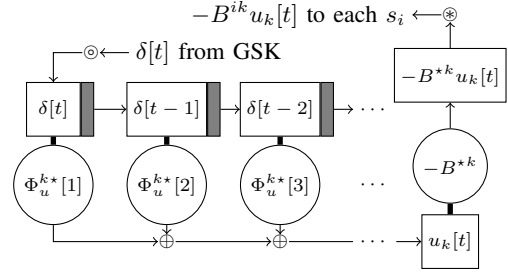 −B^{ik} u_k[t] to each s_i ⊛
⊚ δ[t] from GSK
δ[t] δ[t − 1] δ[t − 2] ⋯ −B^{⋆k} u_k[t]
Φ_u^{k⋆}[1] Φ_u^{k⋆}[2] Φ_u^{k⋆}[3] ⋯ −B^{⋆k}
⊕ ⊕ ⋯ u_k[t]